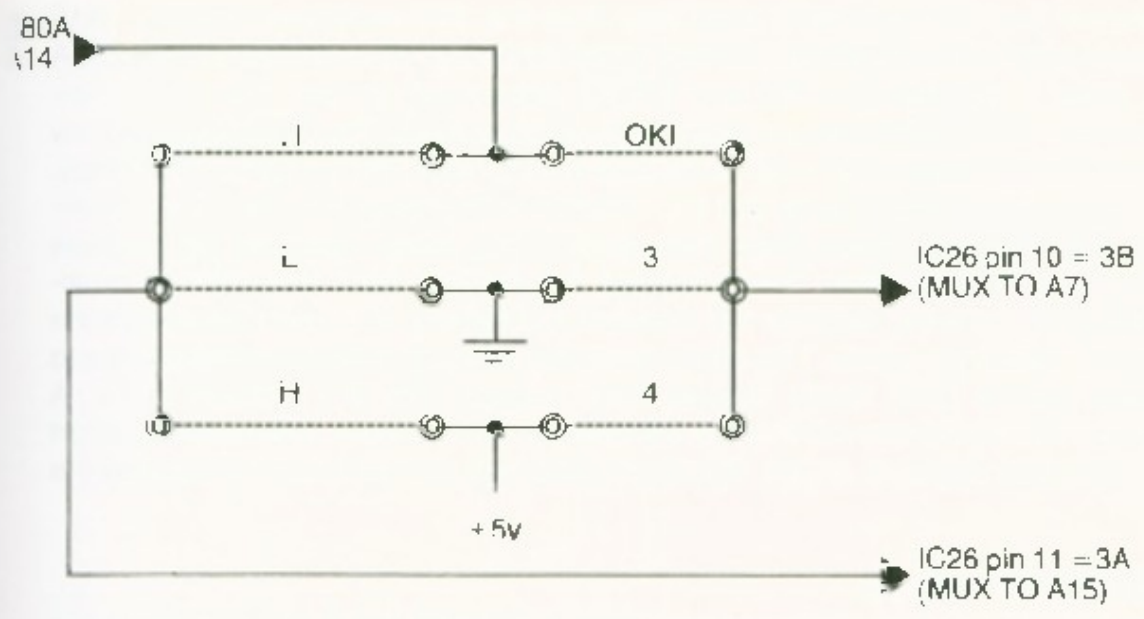 80A
14
OKI
L
3
IC26 pin 10 = 3B
(MUX TO A7)
H
4
+5v
IC26 pin 11 = 3A
(MUX TO A15)